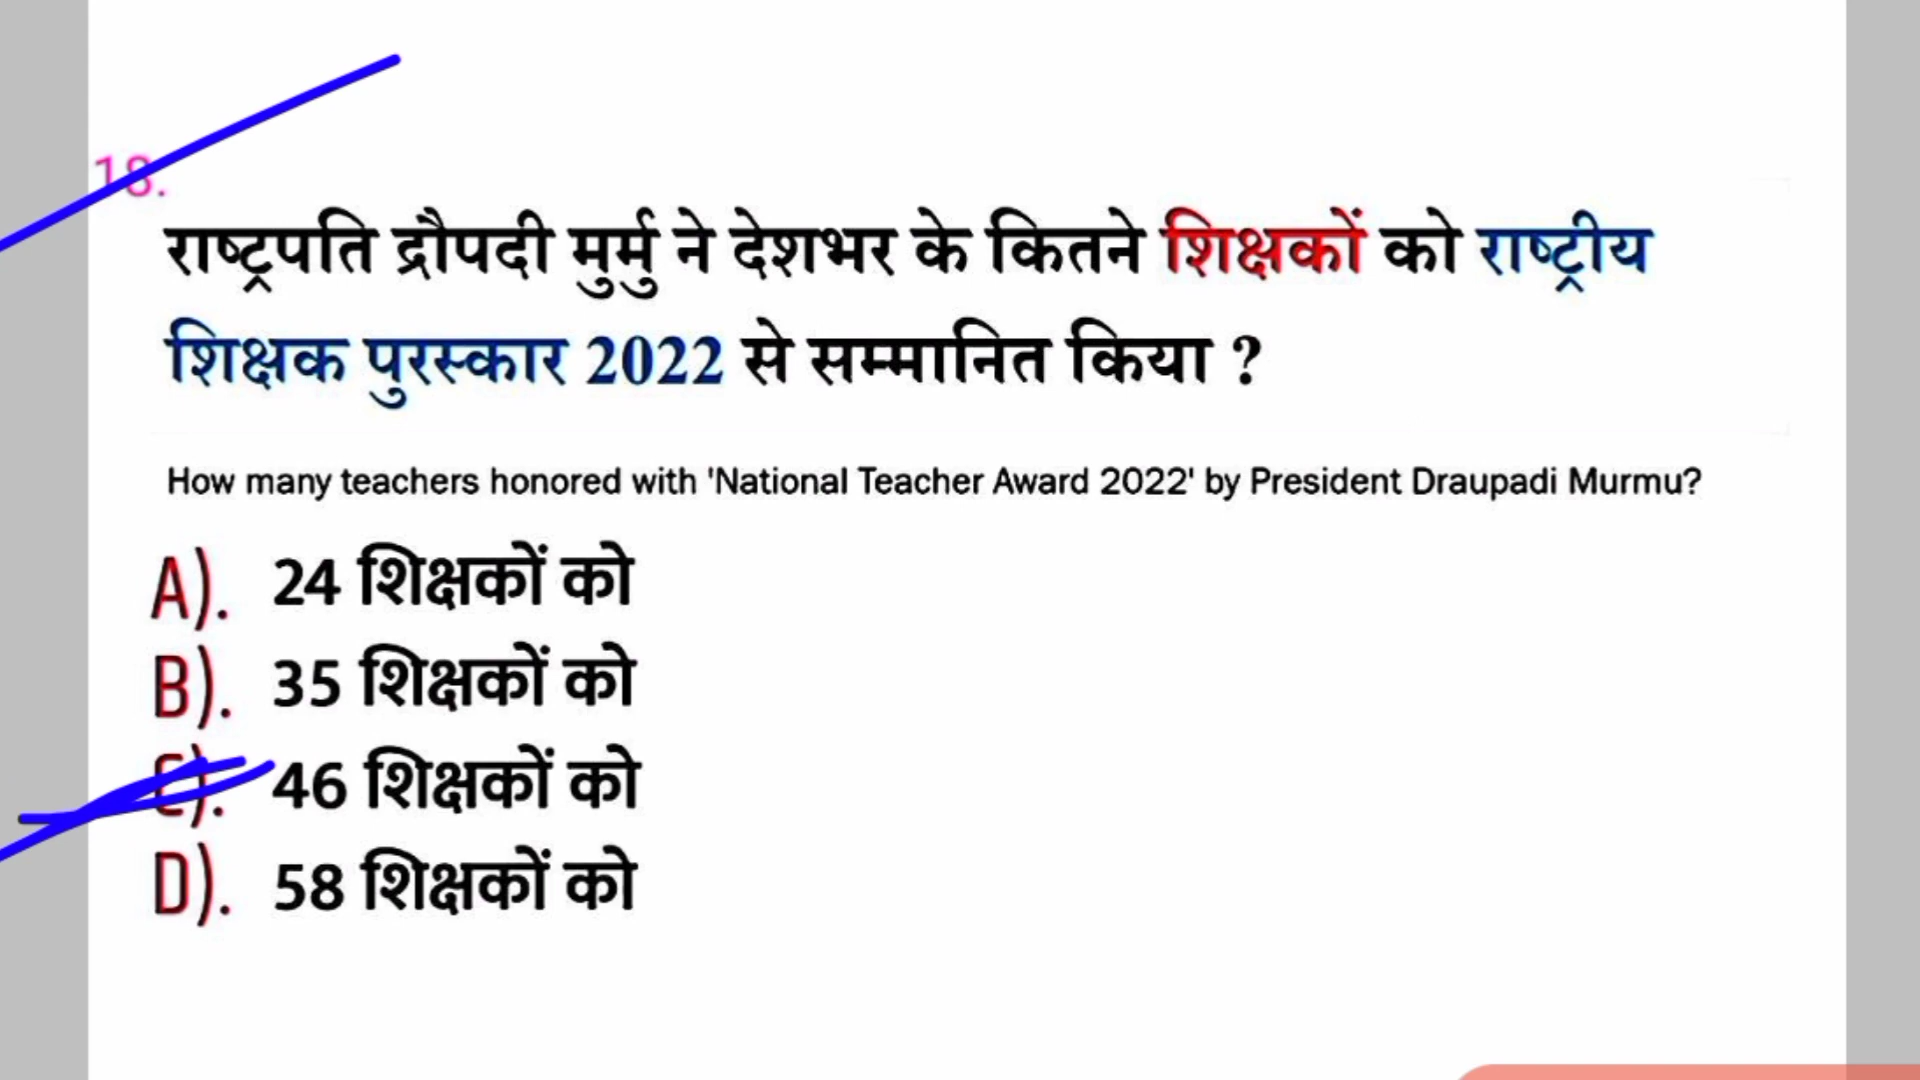 18.
राष्ट्रपति द्रौपदी मुर्मु ने देशभर के कितने शिक्षकों को राष्ट्रीय
शिक्षक पुरस्कार 2022 से सम्मानित किया ?
How many teachers honored with 'National Teacher Award 2022' by President Draupadi Murmu?
A). 24 शिक्षकों को
B). 35 शिक्षकों को
C). 46 शिक्षकों को
D). 58 शिक्षकों को